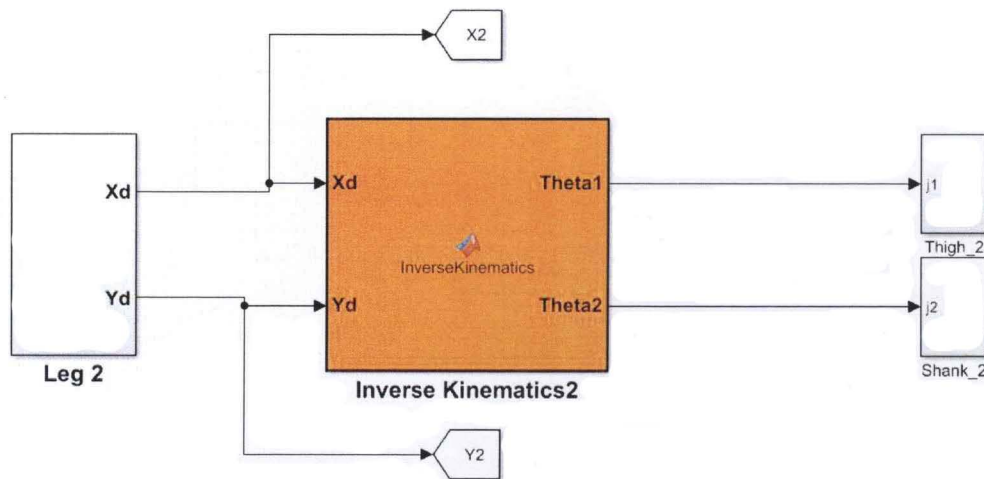 X2
Xd
Yd
Leg 2
Xd
Yd
Theta1
Theta2
InverseKinematics
Inverse Kinematics2
j1
Thigh_2
j2
Shank_2
Y2